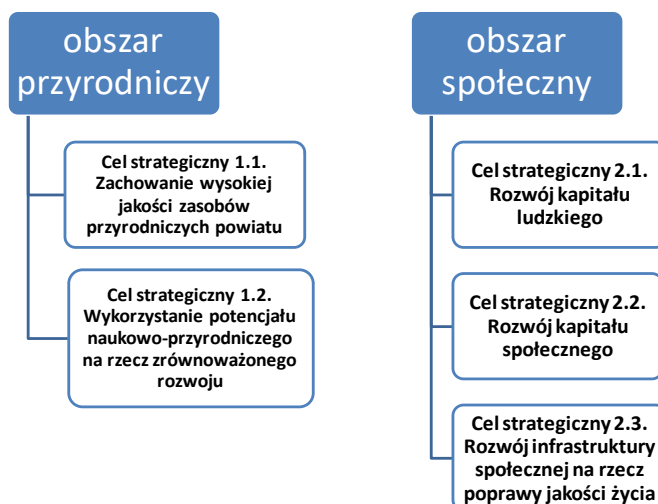 obszar
przyrodniczy
Cel strategiczny 1.1.
Zachowanie wysokiej
jakości zasobów
przyrodniczych powiatu
Cel strategiczny 1.2.
Wykorzystanie potencjału
naukowo-przyrodniczego
na rzecz zrównoważonego
rozwoju
obszar
społeczny
Cel strategiczny 2.1.
Rozwój kapitału
ludzkiego
Cel strategiczny 2.2.
Rozwój kapitału
społecznego
Cel strategiczny 2.3.
Rozwój infrastruktury
społecznej na rzecz
poprawy jakości życia